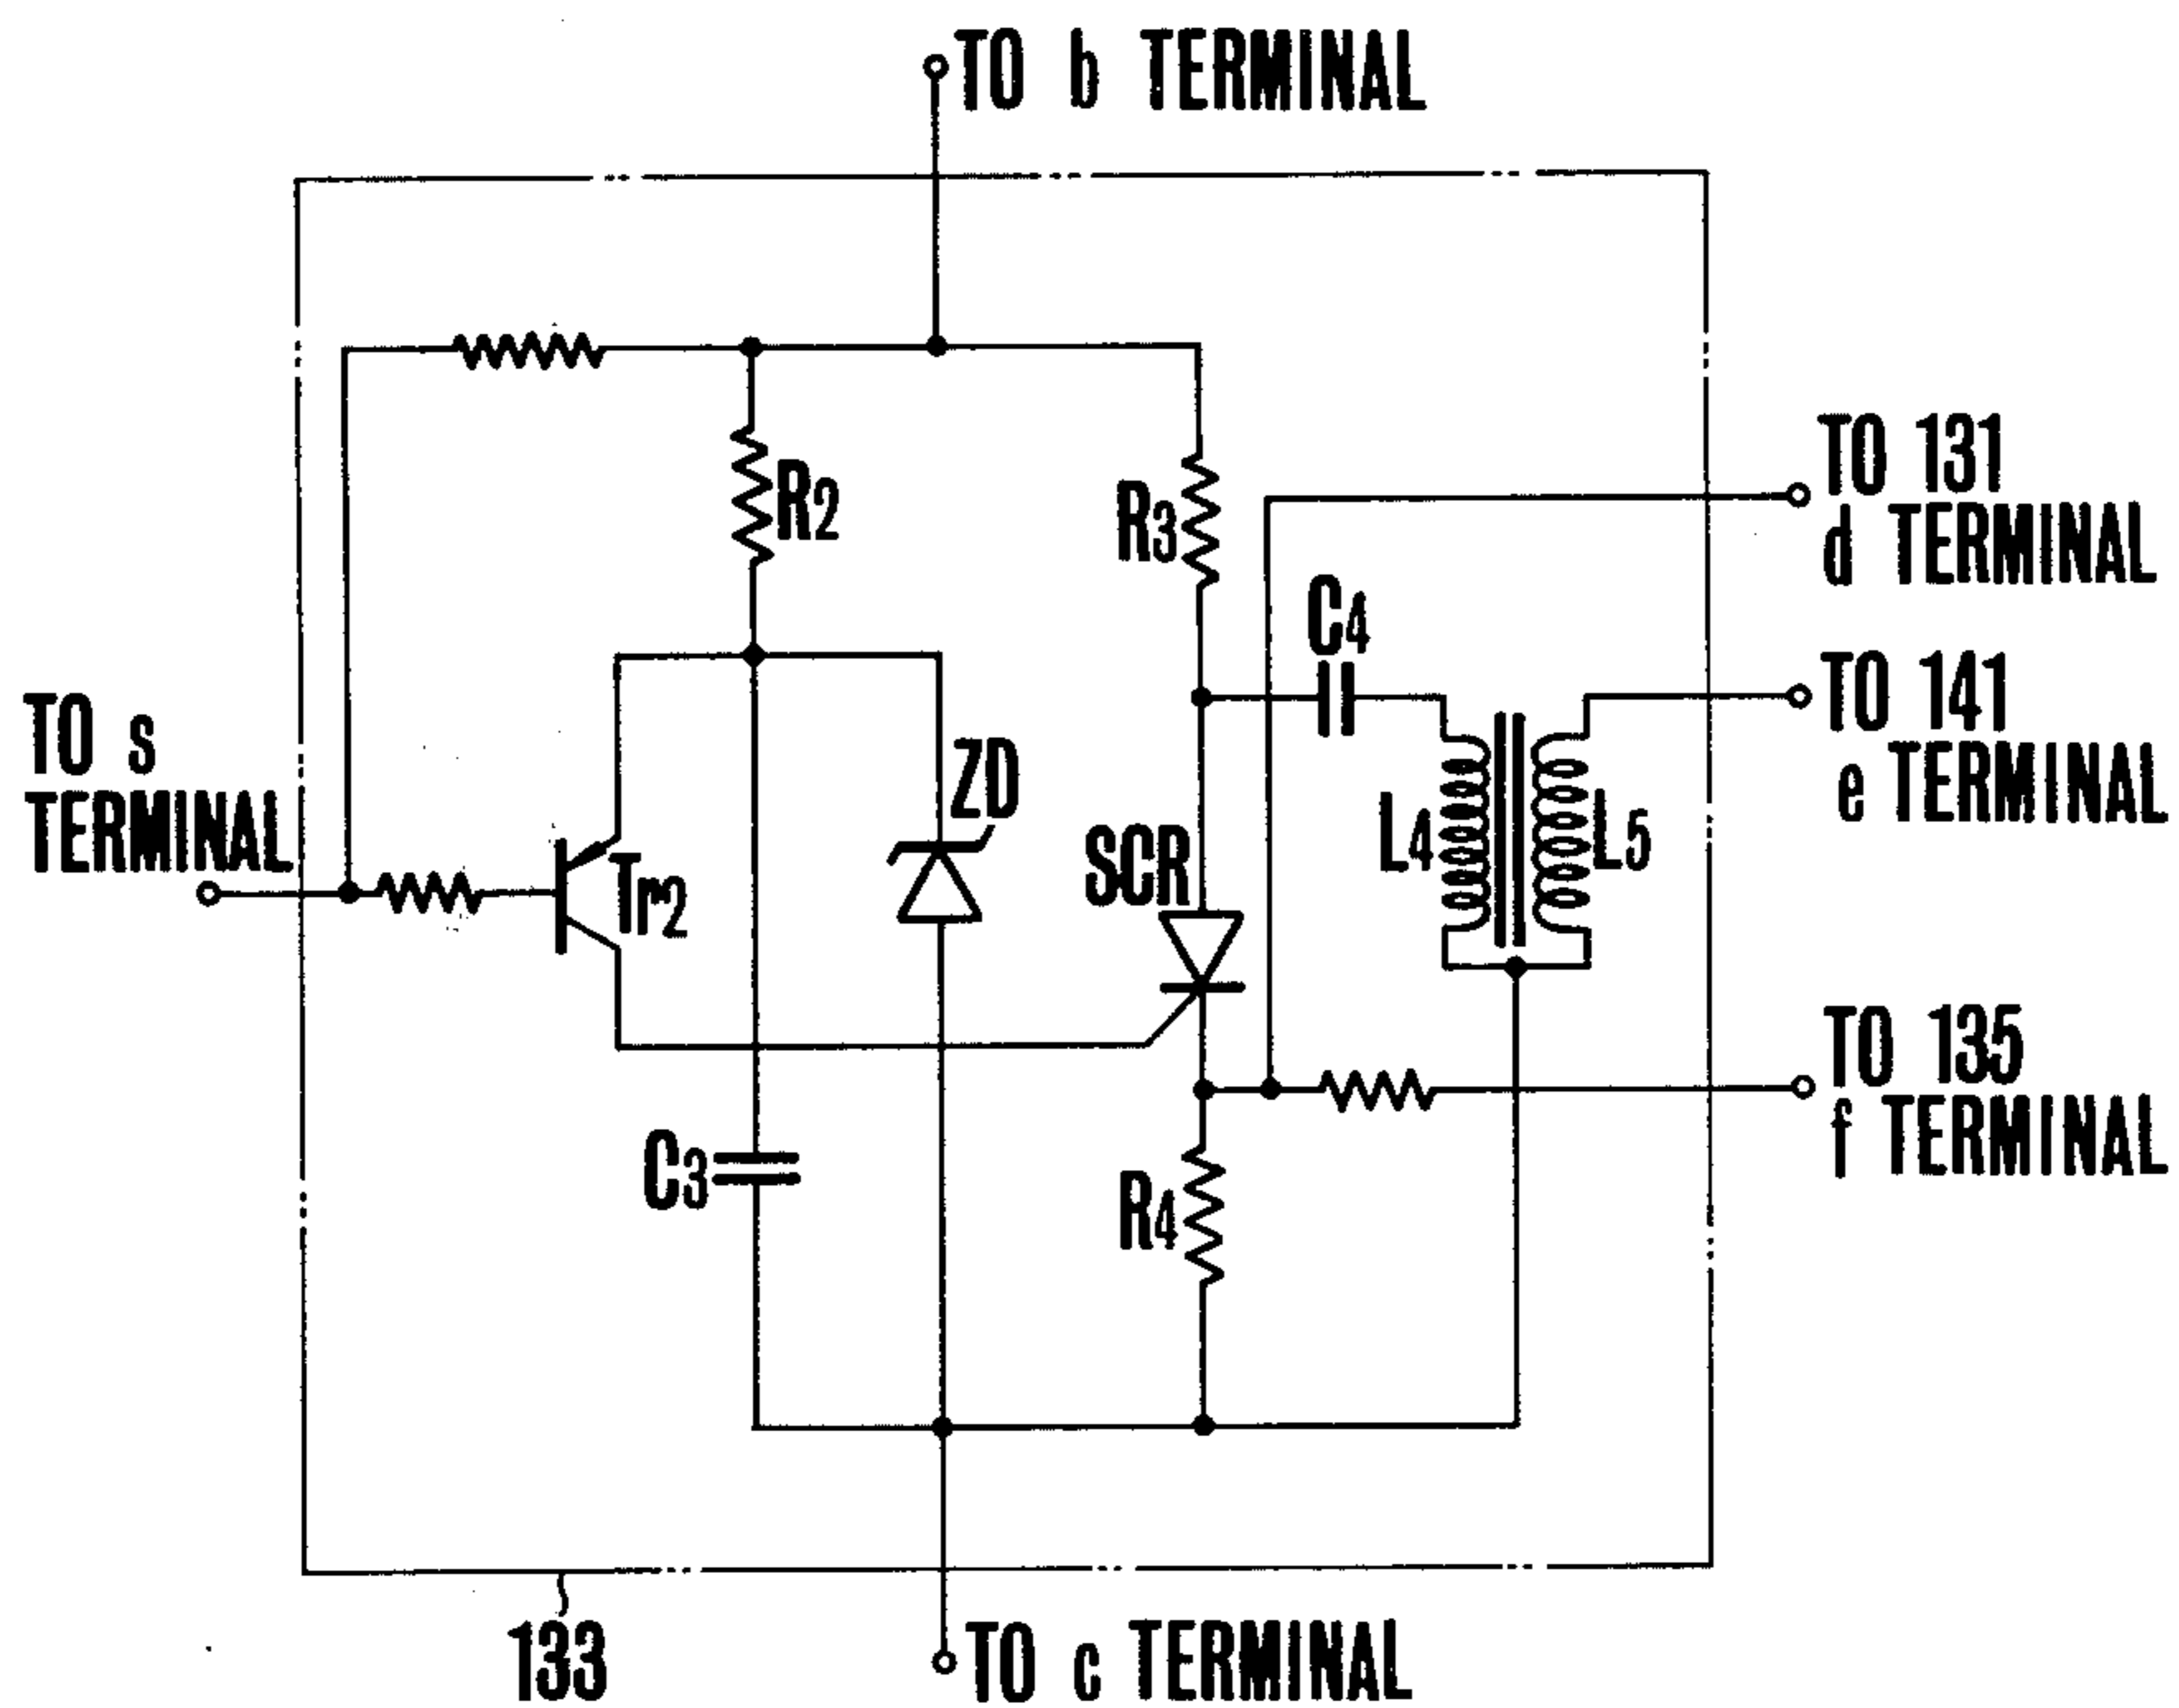 TO b TERMINAL
R2
R3
TO 131
d TERMINAL
C4
TO s
TERMINAL
TO 141
e TERMINAL
ZD
Tr2
SCR
L4
L5
TO 135
f TERMINAL
C3
R4
133
TO c TERMINAL